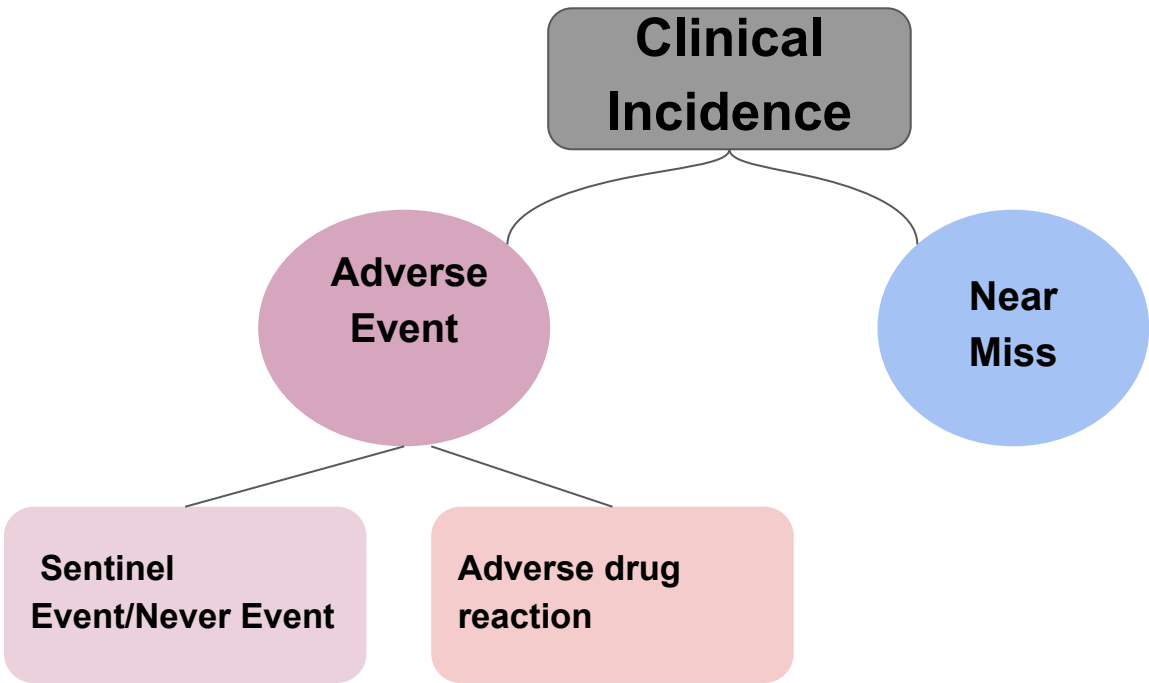 Clinical
Incidence
Adverse
Event
Near
Miss
Sentinel
Event/Never Event
Adverse drug
reaction